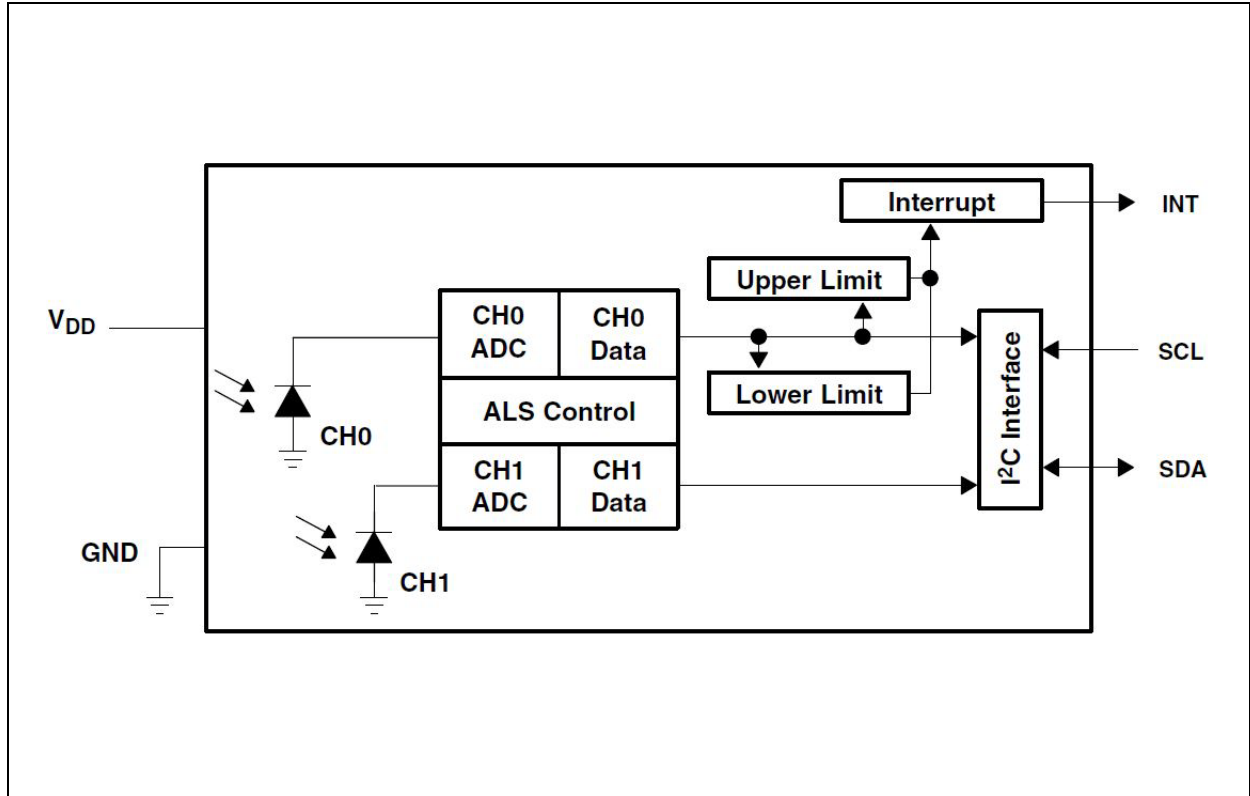 Interrupt
INT
Upper Limit
V_DD
CH0
ADC
CH0
Data
SCL
Lower Limit
ALS Control
I²C Interface
CH0
CH1
ADC
CH1
Data
SDA
GND
CH1